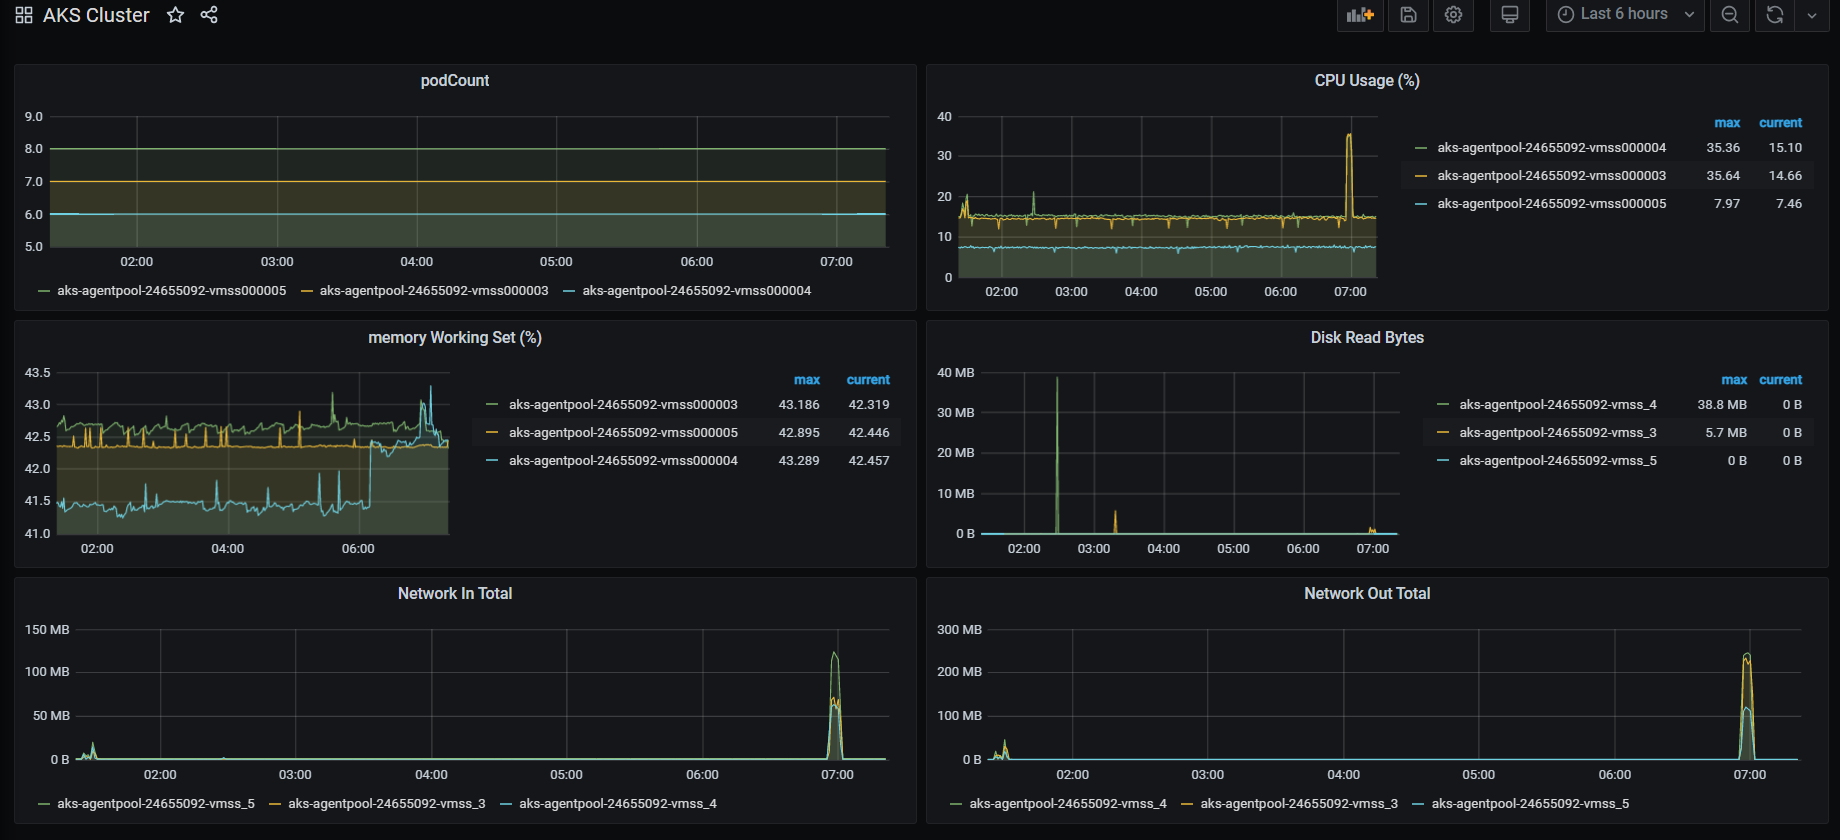 AKS Cluster
Last 6 hours
podCount
9.0
8.0
7.0
6.0
5.0
02:00 03:00 04:00 05:00 06:00 07:00
aks-agentpool-24655092-vmss000005 aks-agentpool-24655092-vmss000003 aks-agentpool-24655092-vmss000004
CPU Usage (%)
40
30
20
10
0
02:00 03:00 04:00 05:00 06:00 07:00
max current
aks-agentpool-24655092-vmss000004 35.36 15.10
aks-agentpool-24655092-vmss000003 35.64 14.66
aks-agentpool-24655092-vmss000005 7.97 7.46
memory Working Set (%)
43.5
43.0
42.5
42.0
41.5
41.0
02:00 04:00 06:00
max current
aks-agentpool-24655092-vmss000003 43.186 42.319
aks-agentpool-24655092-vmss000005 42.895 42.446
aks-agentpool-24655092-vmss000004 43.289 42.457
Disk Read Bytes
40 MB
30 MB
20 MB
10 MB
0 B
02:00 03:00 04:00 05:00 06:00 07:00
max current
aks-agentpool-24655092-vmss_4 38.8 MB 0 B
aks-agentpool-24655092-vmss_3 5.7 MB 0 B
aks-agentpool-24655092-vmss_5 0 B 0 B
Network In Total
150 MB
100 MB
50 MB
0 B
02:00 03:00 04:00 05:00 06:00 07:00
aks-agentpool-24655092-vmss_5 aks-agentpool-24655092-vmss_3 aks-agentpool-24655092-vmss_4
Network Out Total
300 MB
200 MB
100 MB
0 B
02:00 03:00 04:00 05:00 06:00 07:00
aks-agentpool-24655092-vmss_4 aks-agentpool-24655092-vmss_3 aks-agentpool-24655092-vmss_5